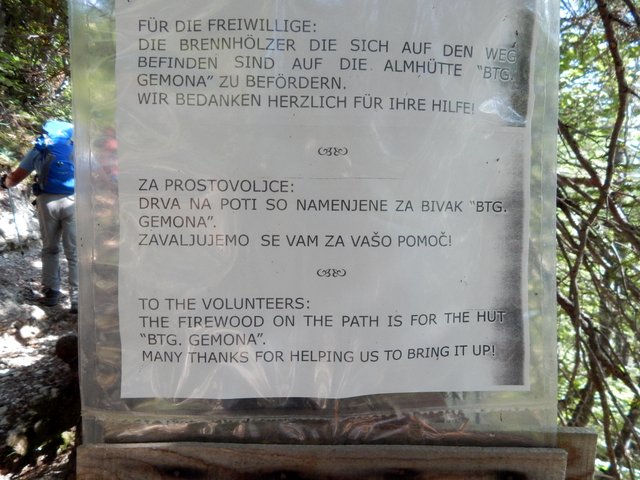 FÜR DIE FREIWILLIGE:
DIE BRENNHÖLZER DIE SICH AUF DEN WEG
BEFINDEN SIND AUF DIE ALMHÜTTE "BTG.
GEMONA" ZU BEFÖRDERN.
WIR BEDANKEN HERZLICH FÜR IHRE HILFE!
ZA PROSTOVOLJCE:
DRVA NA POTI SO NAMENJENE ZA BIVAK "BTG.
GEMONA".
ZAVALJUJEMO SE VAM ZA VAŠO POMOČ!
TO THE VOLUNTEERS:
THE FIREWOOD ON THE PATH IS FOR THE HUT
"BTG. GEMONA".
MANY THANKS FOR HELPING US TO BRING IT UP!